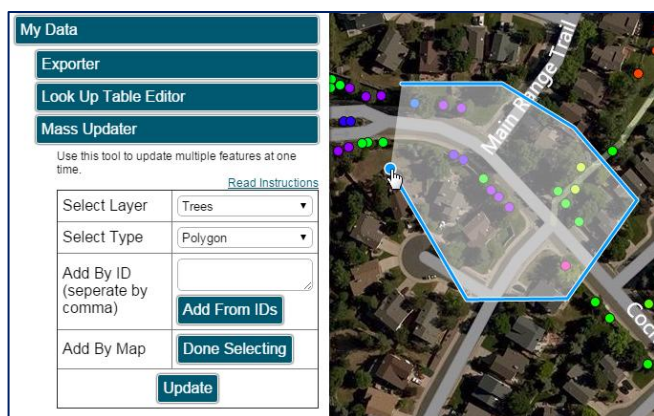 My Data
Exporter
Look Up Table Editor
Mass Updater
Use this tool to update multiple features at one
time.
Read Instructions
Select Layer
Trees
Select Type
Polygon
Add By ID
(seperate by
comma)
Add From IDs
Add By Map
Done Selecting
Update
Main Range Trail
Coc